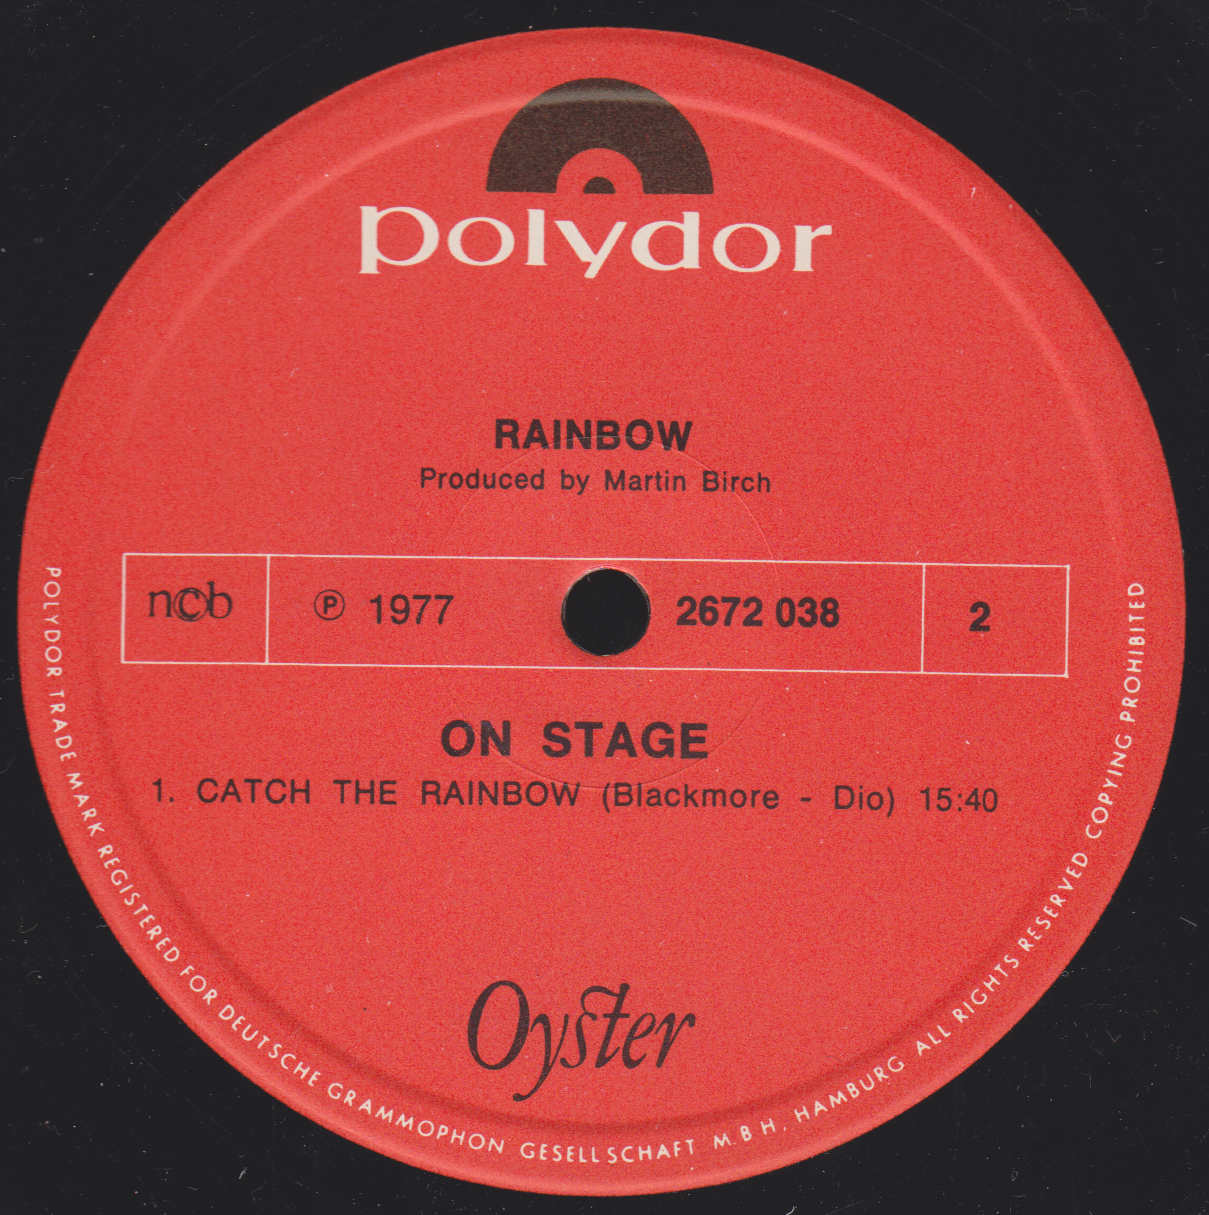 polydor
RAINBOW
Produced by Martin Birch
ncb ℗ 1977 2672 038 2
ON STAGE
1. CATCH THE RAINBOW (Blackmore - Dio) 15:40
Oyster
POLYDOR TRADE MARK REGISTERED FOR DEUTSCHE GRAMMOPHON GESELLSCHAFT M.B.H. HAMBURG ALL RIGHTS RESERVED COPYING PROHIBITED